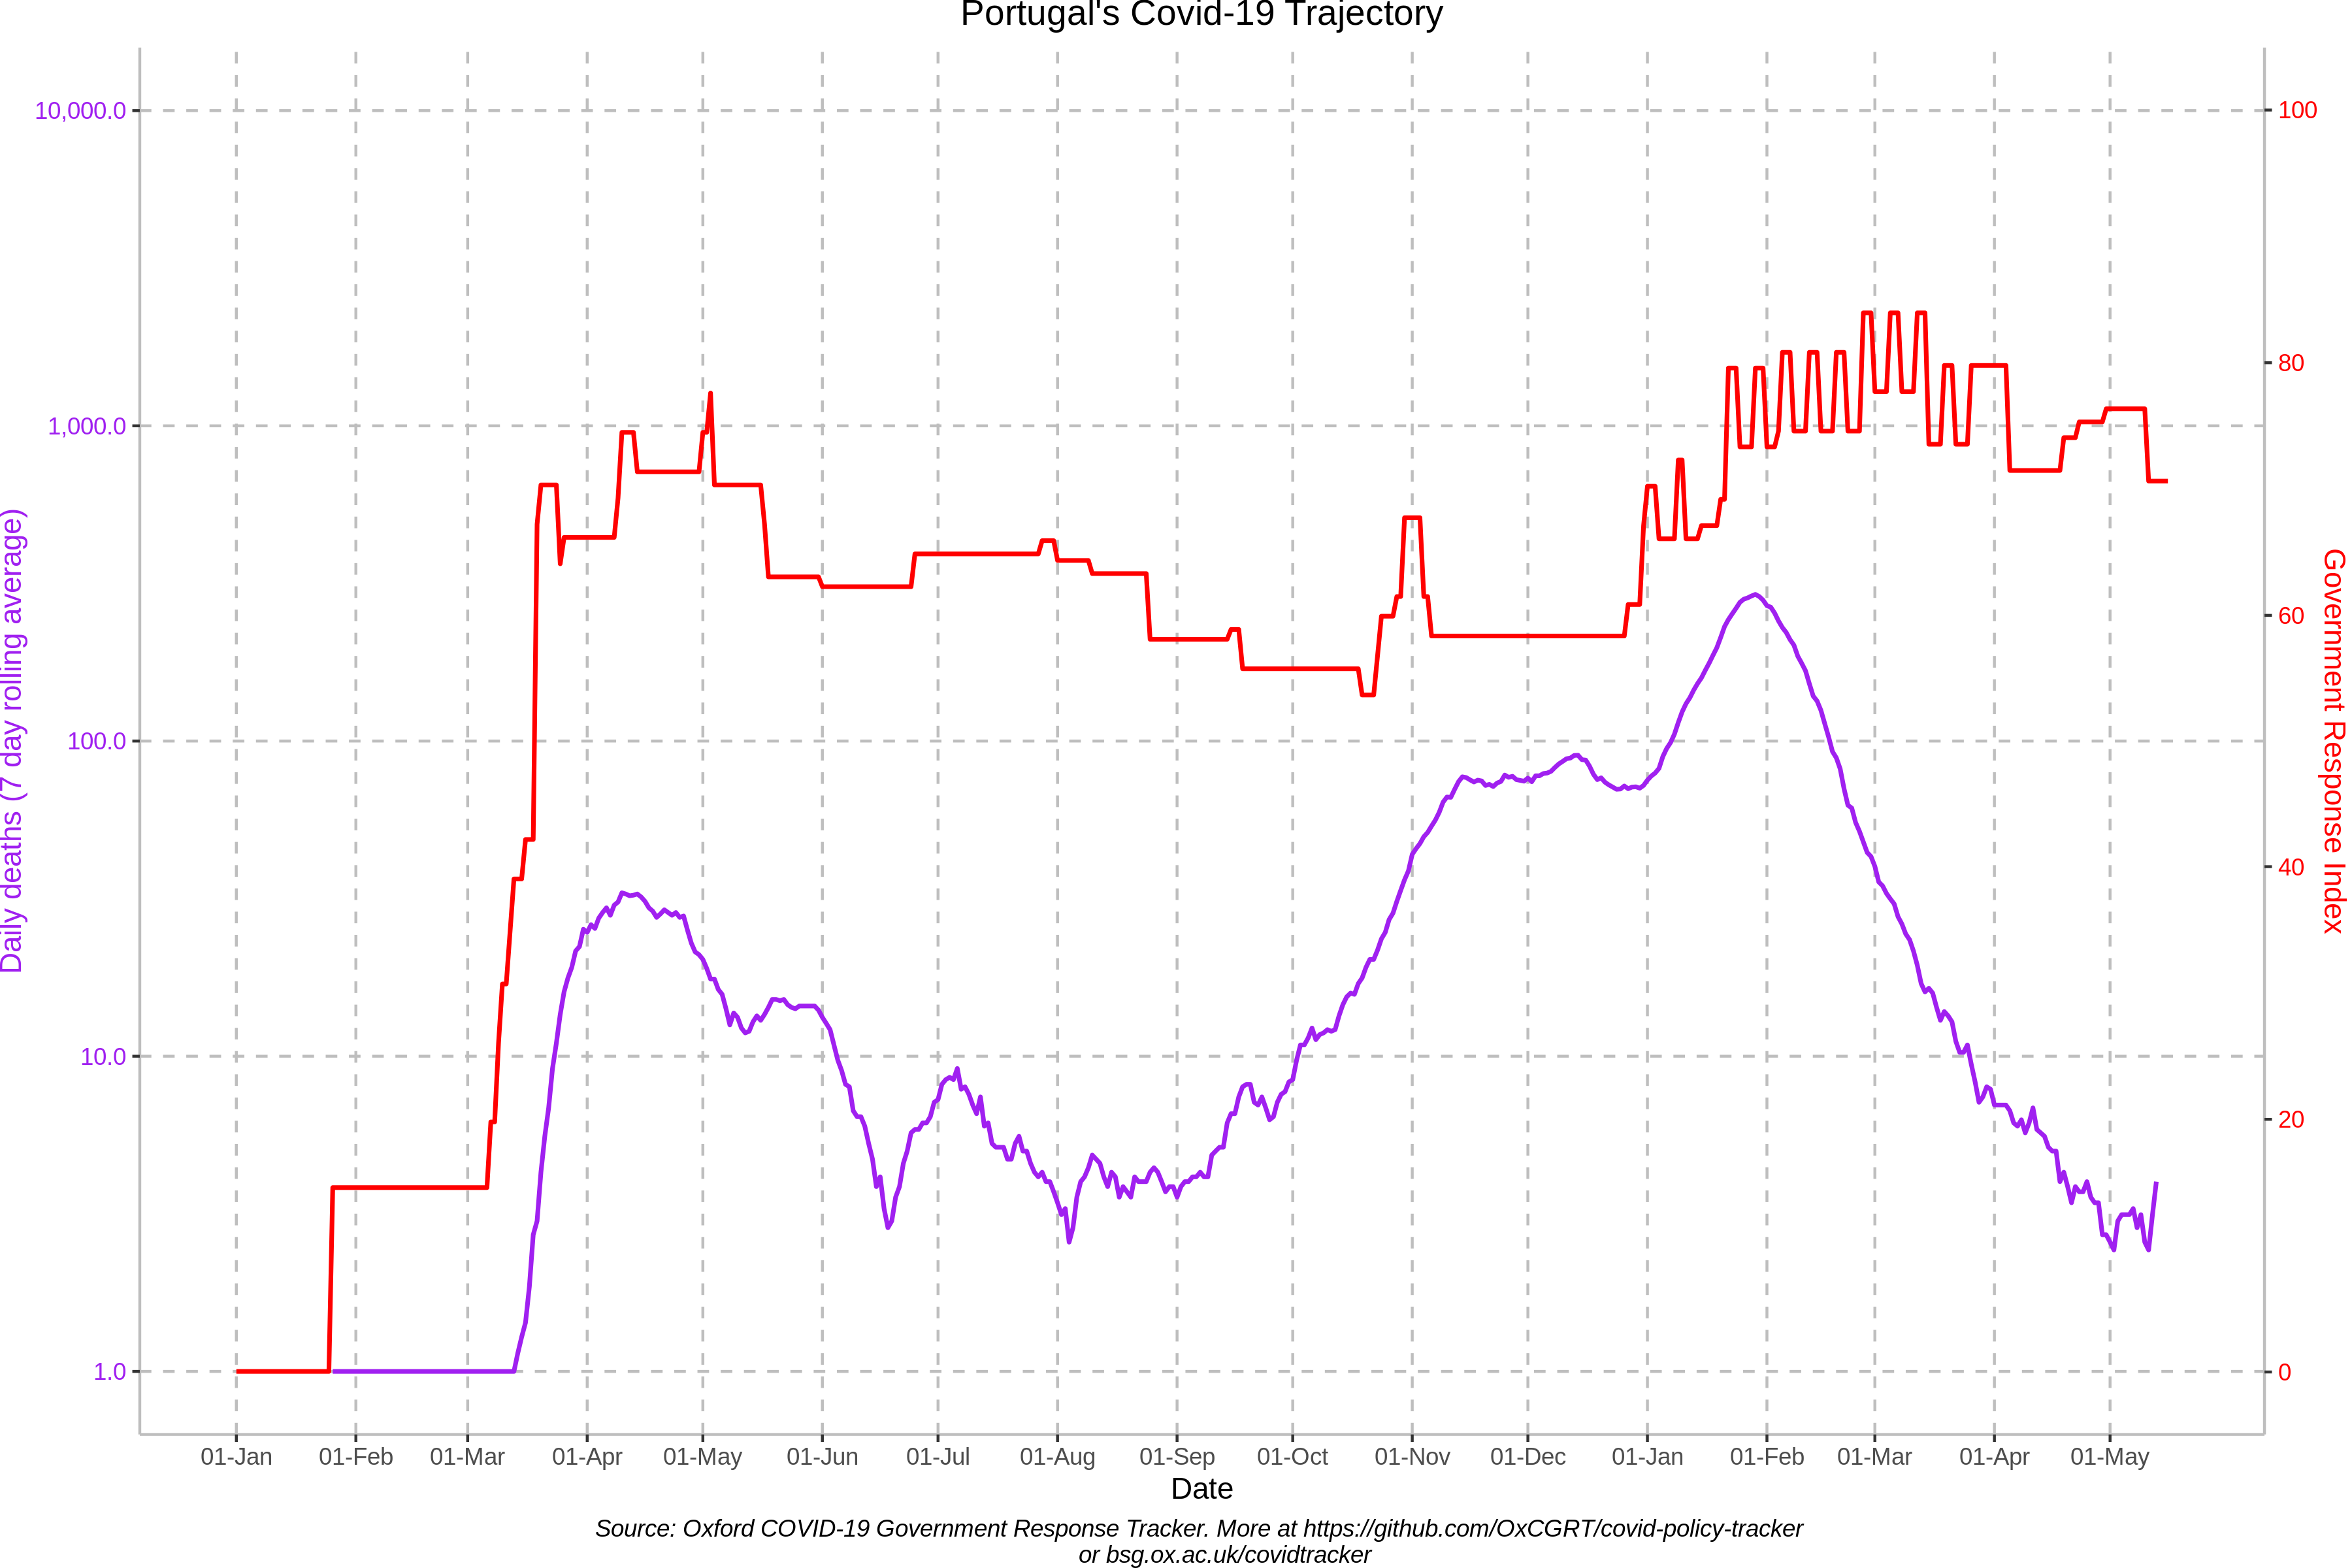 Portugal's Covid-19 Trajectory
10,000.0
1,000.0
100.0
10.0
1.0
Daily deaths (7 day rolling average)
100
80
60
40
20
0
Government Response Index
01-Jan 01-Feb 01-Mar 01-Apr 01-May 01-Jun 01-Jul 01-Aug 01-Sep 01-Oct 01-Nov 01-Dec 01-Jan 01-Feb 01-Mar 01-Apr 01-May
Date
Source: Oxford COVID-19 Government Response Tracker. More at https://github.com/OxCGRT/covid-policy-tracker
or bsg.ox.ac.uk/covidtracker